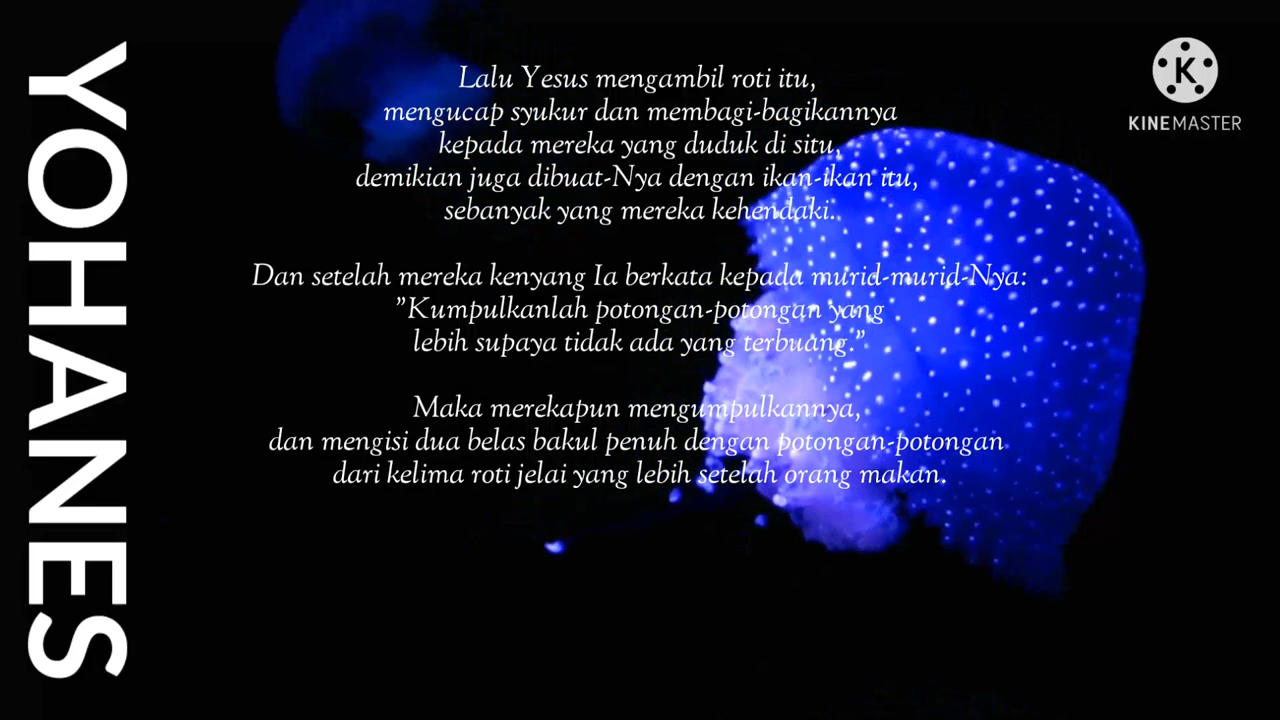 YOHANES
Lalu Yesus mengambil roti itu,
mengucap syukur dan membagi-bagikannya
kepada mereka yang duduk di situ,
demikian juga dibuat-Nya dengan ikan-ikan itu,
sebanyak yang mereka kehendaki.
Dan setelah mereka kenyang Ia berkata kepada murid-murid-Nya:
”Kumpulkanlah potongan-potongan yang
lebih supaya tidak ada yang terbuang.”
Maka merekapun mengumpulkannya,
dan mengisi dua belas bakul penuh dengan potongan-potongan
dari kelima roti jelai yang lebih setelah orang makan.
K
KINEMASTER